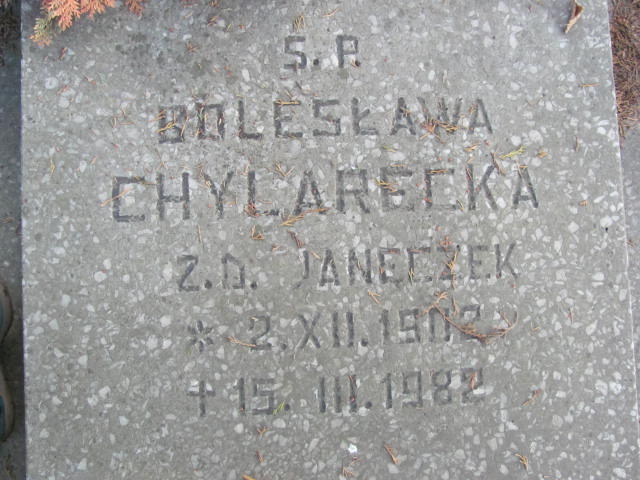 Ś.P.
BOLESŁAWA
CHYLARECKA
Z.D. JANECZEK
* 2.XII.1902
+ 15.III.1982